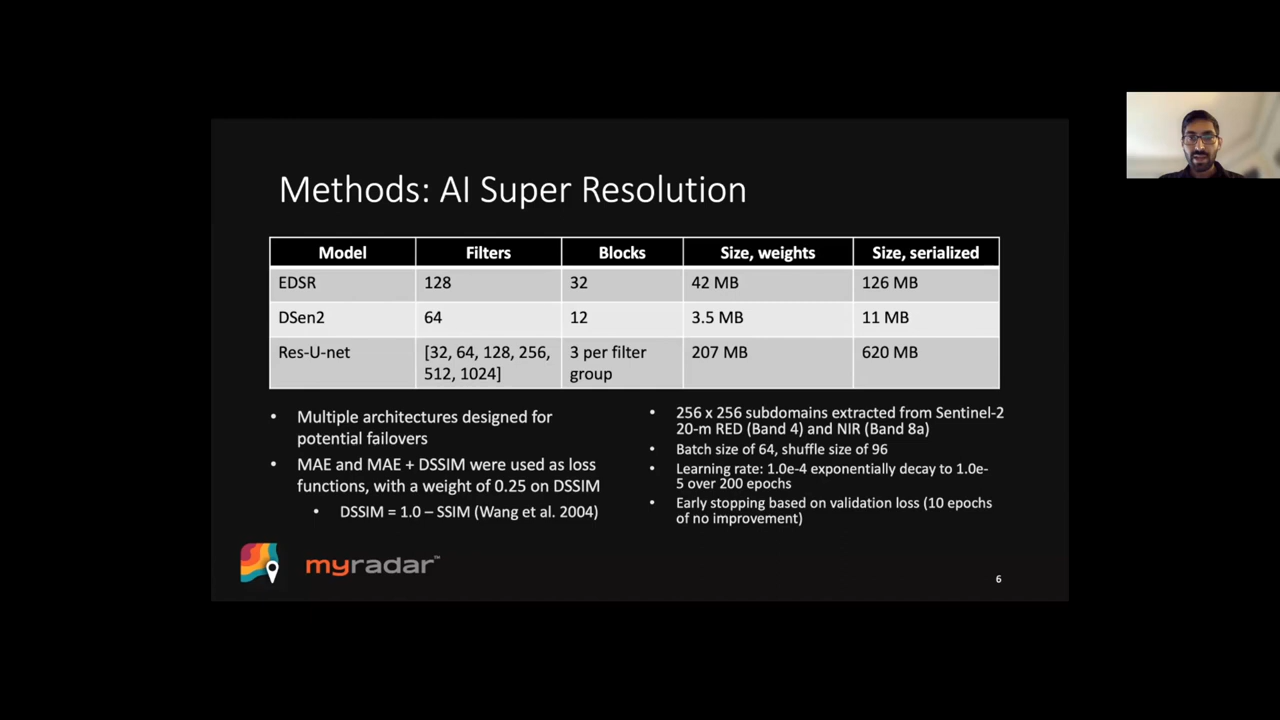 Methods: AI Super Resolution
Model Filters Blocks Size, weights Size, serialized
EDSR 128 32 42 MB 126 MB
DSen2 64 12 3.5 MB 11 MB
Res-U-net [32, 64, 128, 256, 3 per filter 207 MB 620 MB
512, 1024] group
• Multiple architectures designed for
potential failovers
• MAE and MAE + DSSIM were used as loss
functions, with a weight of 0.25 on DSSIM
• DSSIM = 1.0 – SSIM (Wang et al. 2004)
• 256 x 256 subdomains extracted from Sentinel-2
20-m RED (Band 4) and NIR (Band 8a)
• Batch size of 64, shuffle size of 96
• Learning rate: 1.0e-4 exponentially decay to 1.0e-
5 over 200 epochs
• Early stopping based on validation loss (10 epochs
of no improvement)
myradar™
6